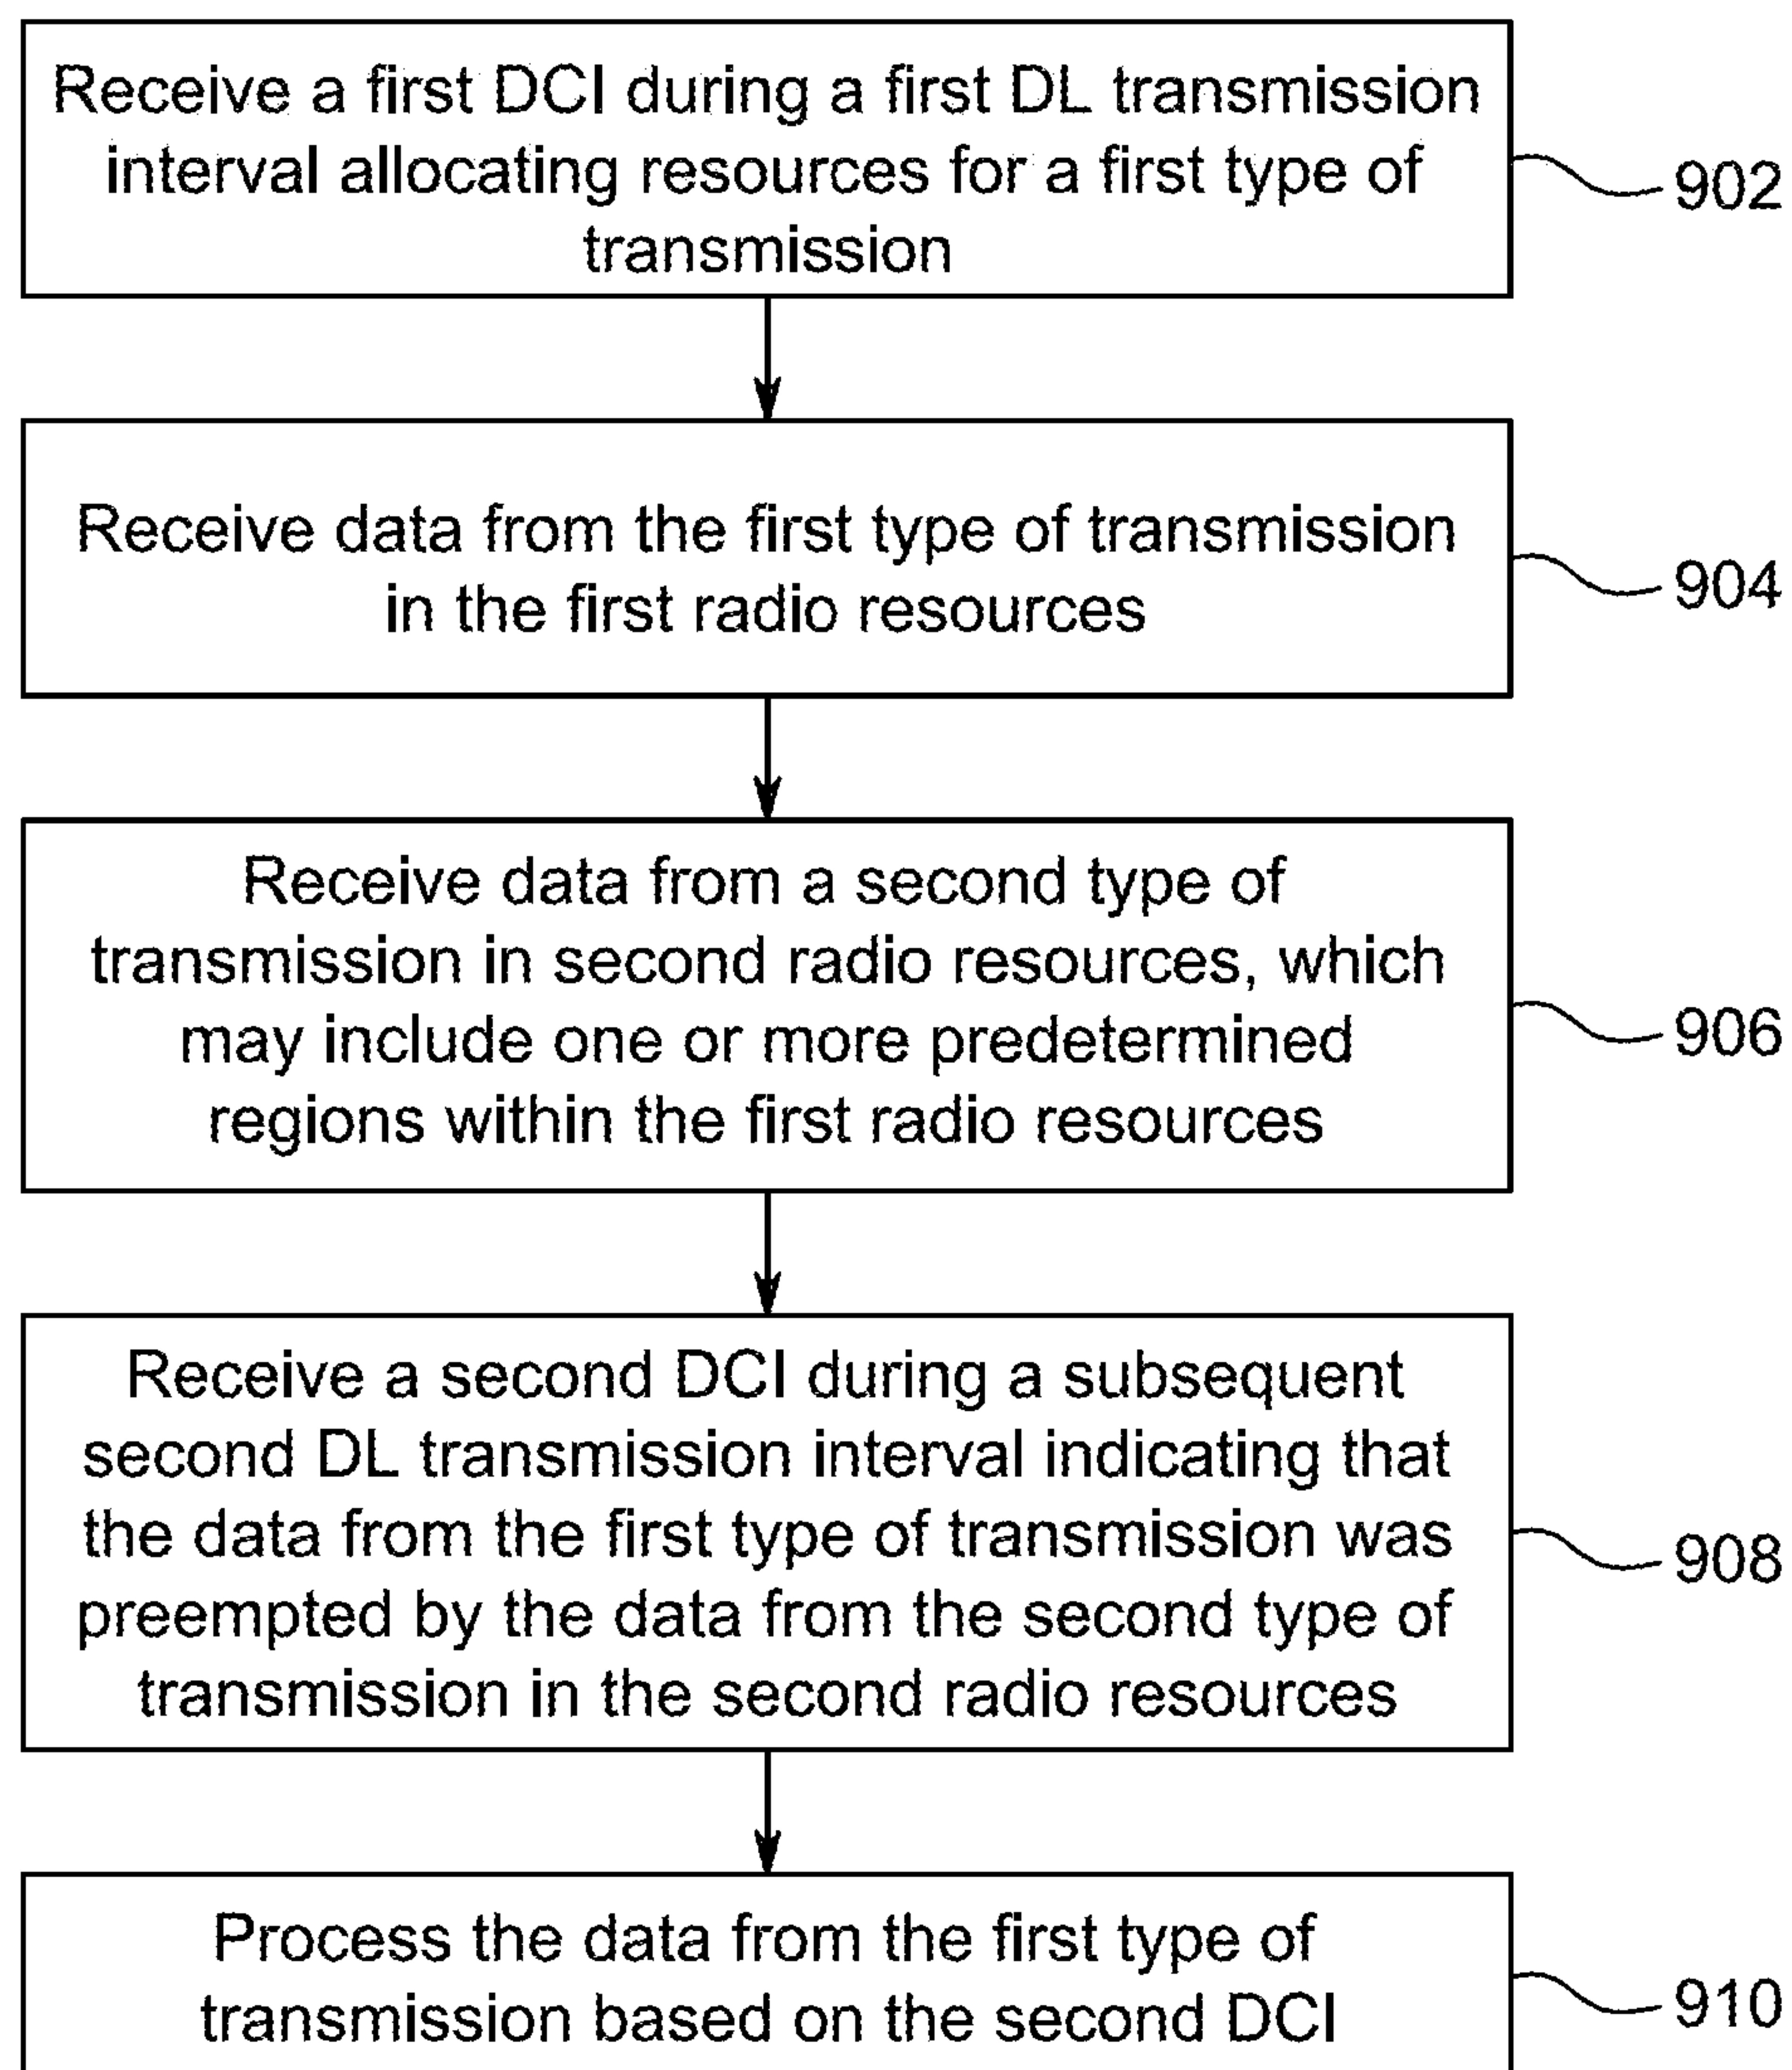 Receive a first DCI during a first DL transmission
interval allocating resources for a first type of
transmission
902
Receive data from the first type of transmission
in the first radio resources
904
Receive data from a second type of
transmission in second radio resources, which
may include one or more predetermined
regions within the first radio resources
906
Receive a second DCI during a subsequent
second DL transmission interval indicating that
the data from the first type of transmission was
preempted by the data from the second type of
transmission in the second radio resources
908
Process the data from the first type of
transmission based on the second DCI
910